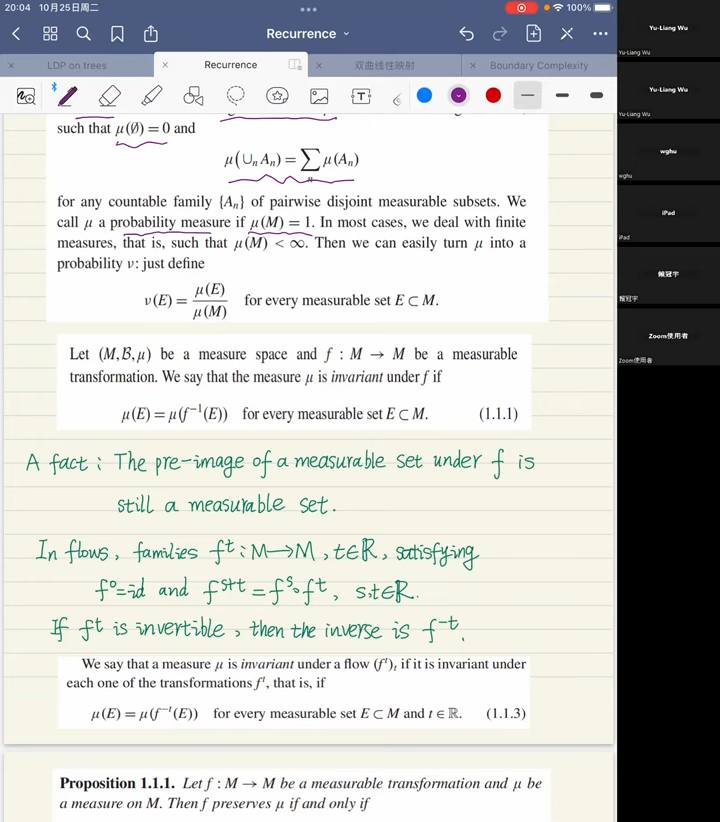 20:04 10月25日周二
100%
Recurrence
LDP on trees
Recurrence
双曲线性映射
Boundary Complexity
such that μ(Ø) = 0 and
μ(∪ₙAₙ) = ∑ₙ μ(Aₙ)
for any countable family {Aₙ} of pairwise disjoint measurable subsets. We
call μ a probability measure if μ(M) = 1. In most cases, we deal with finite
measures, that is, such that μ(M) < ∞. Then we can easily turn μ into a
probability ν: just define
ν(E) = μ(E)/μ(M) for every measurable set E ⊂ M.
Let (M, B, μ) be a measure space and f : M → M be a measurable
transformation. We say that the measure μ is invariant under f if
μ(E) = μ(f⁻¹(E)) for every measurable set E ⊂ M. (1.1.1)
A fact: The pre-image of a measurable set under f is
still a measurable set.
In flows, families fᵗ: M→M, t∈ℝ, satisfying
f⁰=id and fˢ⁺ᵗ=fˢ∘fᵗ, s,t∈ℝ.
If fᵗ is invertible, then the inverse is f⁻ᵗ.
We say that a measure μ is invariant under a flow (fᵗ)ₜ if it is invariant under
each one of the transformations fᵗ, that is, if
μ(E) = μ(f⁻ᵗ(E)) for every measurable set E ⊂ M and t ∈ ℝ. (1.1.3)
Proposition 1.1.1. Let f : M → M be a measurable transformation and μ be
a measure on M. Then f preserves μ if and only if
Yu-Liang Wu
Yu-Liang Wu
Yu-Liang Wu
Yu-Liang Wu
wghu
wghu
iPad
iPad
賴冠宇
賴冠宇
Zoom使用者
Zoom使用者